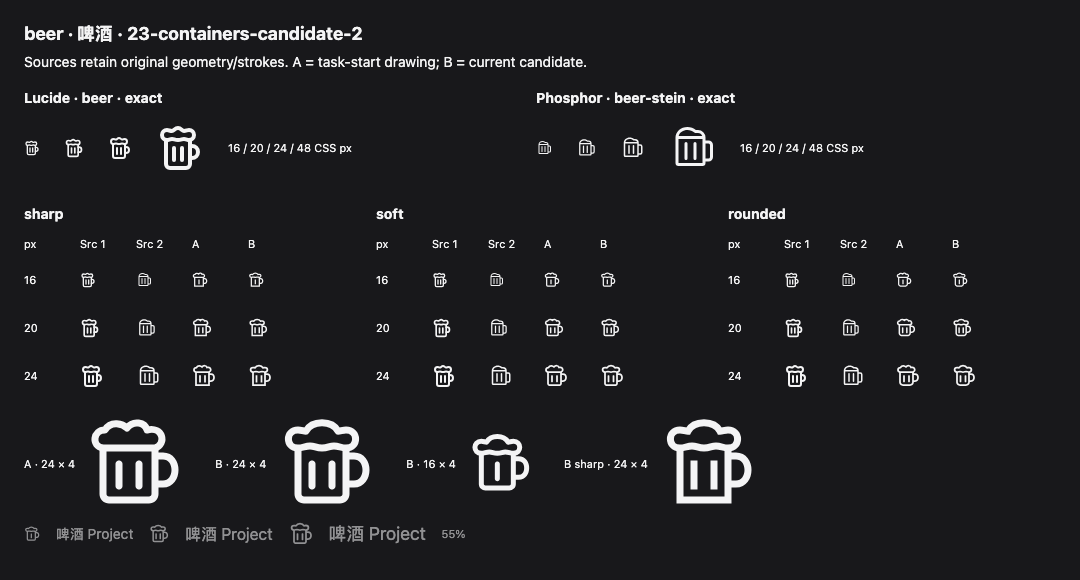 beer · 啤酒 · 23-containers-candidate-2
Sources retain original geometry/strokes. A = task-start drawing; B = current candidate.
Lucide · beer · exact
Phosphor · beer-stein · exact
16 / 20 / 24 / 48 CSS px
16 / 20 / 24 / 48 CSS px
sharp
soft
rounded
px Src 1 Src 2 A B
px Src 1 Src 2 A B
px Src 1 Src 2 A B
16
16
16
20
20
20
24
24
24
A · 24 × 4
B · 24 × 4
B · 16 × 4
B sharp · 24 × 4
啤酒 Project
啤酒 Project
啤酒 Project
55%